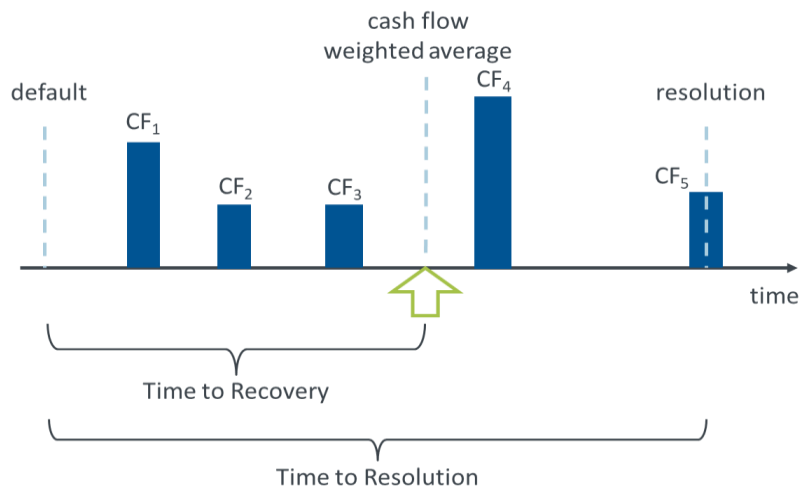 cash flow
weighted average
default
CF₄
resolution
CF₁
CF₂
CF₃
CF₅
time
Time to Recovery
Time to Resolution